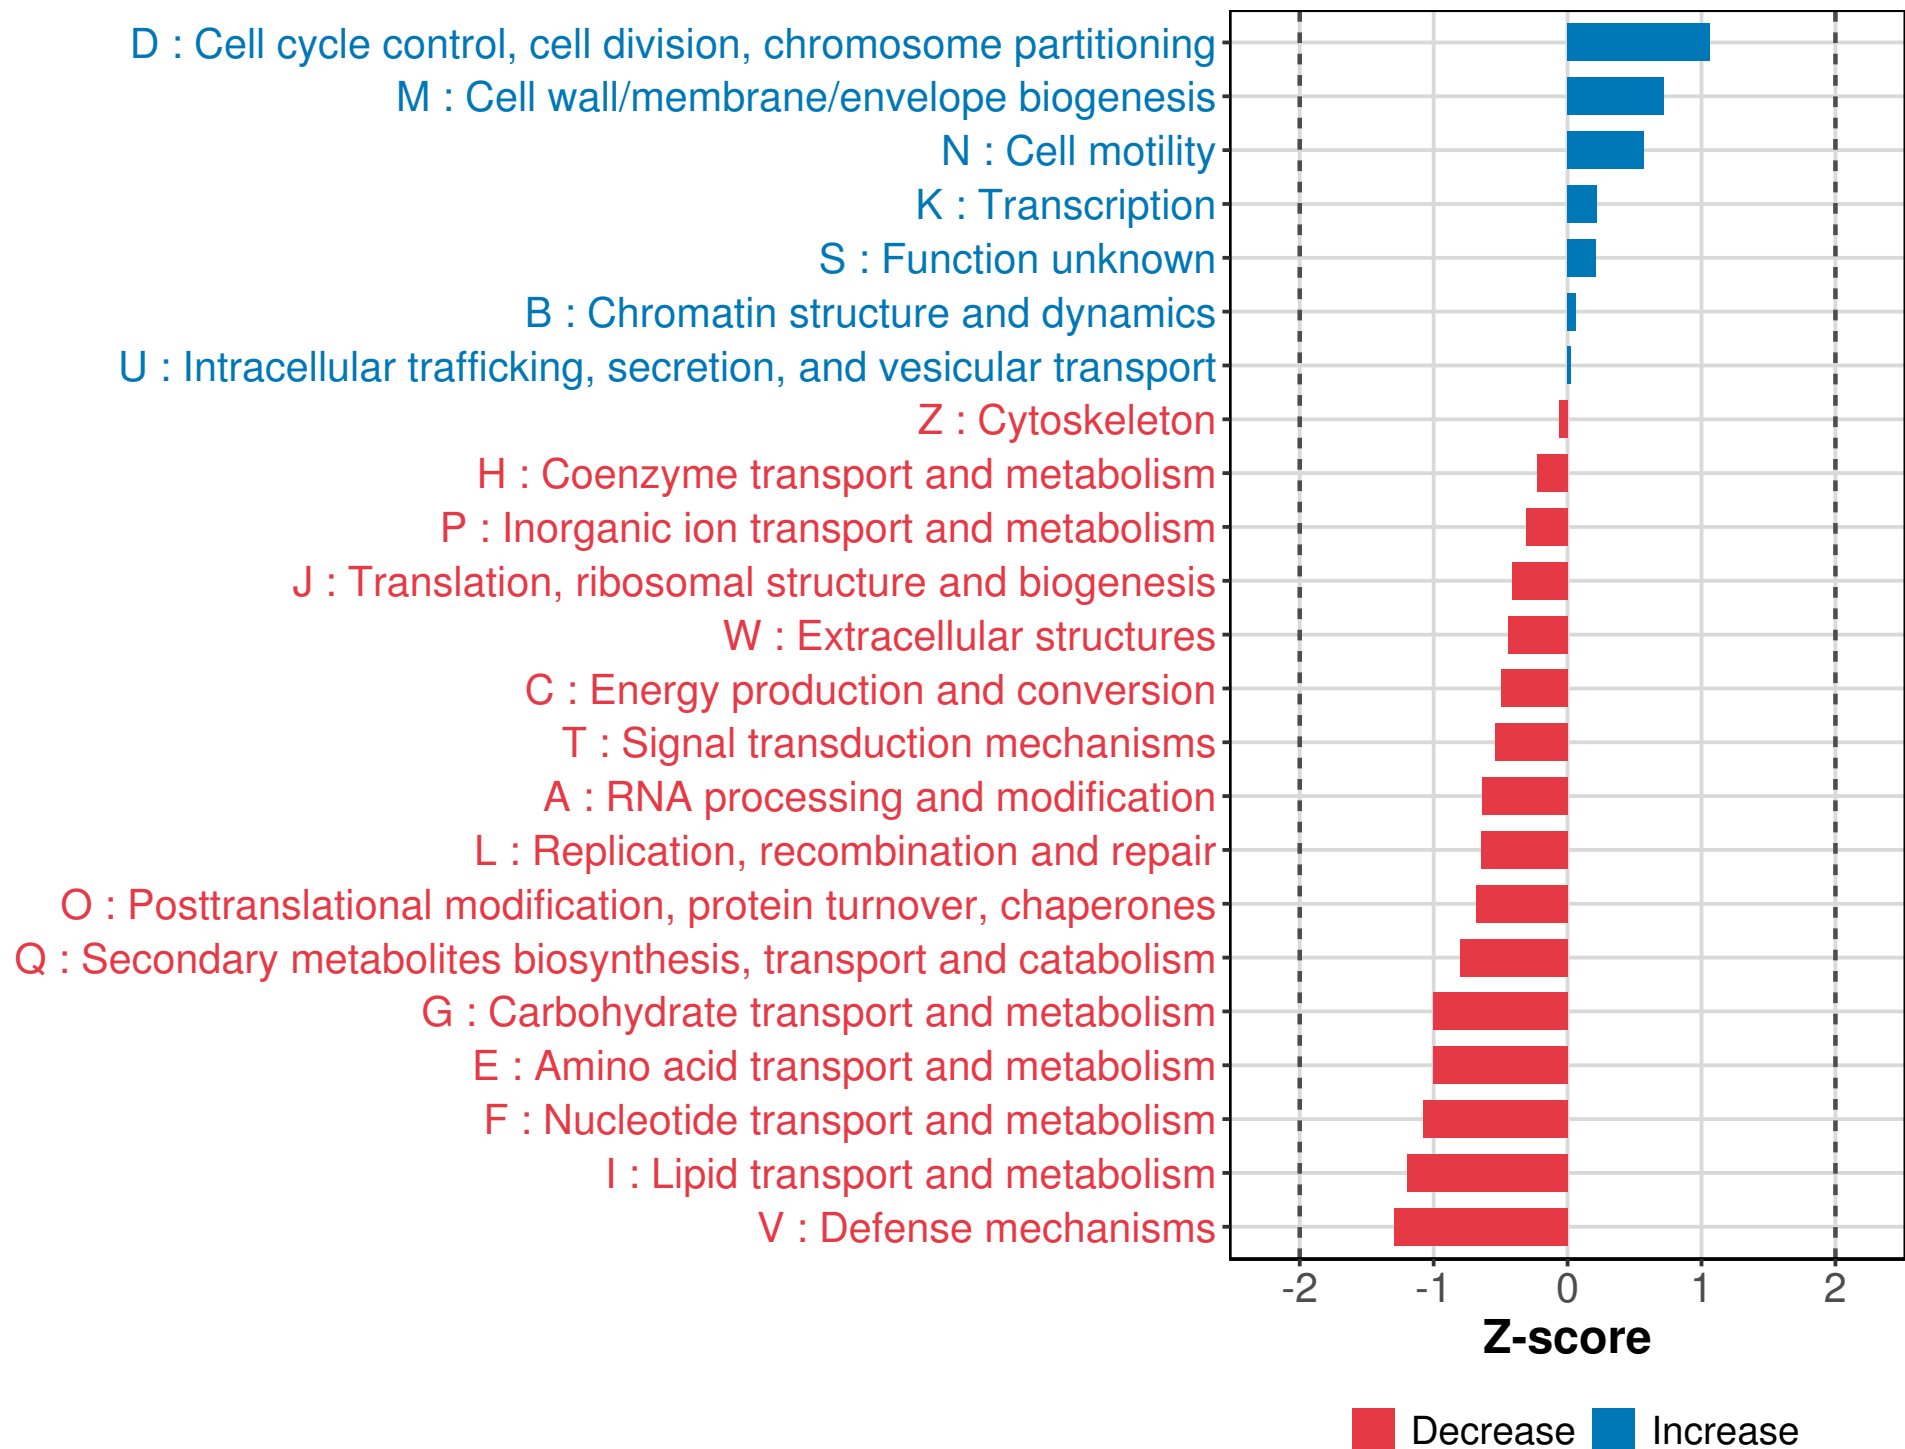 D : Cell cycle control, cell division, chromosome partitioning
M : Cell wall/membrane/envelope biogenesis
N : Cell motility
K : Transcription
S : Function unknown
B : Chromatin structure and dynamics
U : Intracellular trafficking, secretion, and vesicular transport
Z : Cytoskeleton
H : Coenzyme transport and metabolism
P : Inorganic ion transport and metabolism
J : Translation, ribosomal structure and biogenesis
W : Extracellular structures
C : Energy production and conversion
T : Signal transduction mechanisms
A : RNA processing and modification
L : Replication, recombination and repair
O : Posttranslational modification, protein turnover, chaperones
Q : Secondary metabolites biosynthesis, transport and catabolism
G : Carbohydrate transport and metabolism
E : Amino acid transport and metabolism
F : Nucleotide transport and metabolism
I : Lipid transport and metabolism
V : Defense mechanisms
-2 -1 0 1 2
Z-score
Decrease Increase